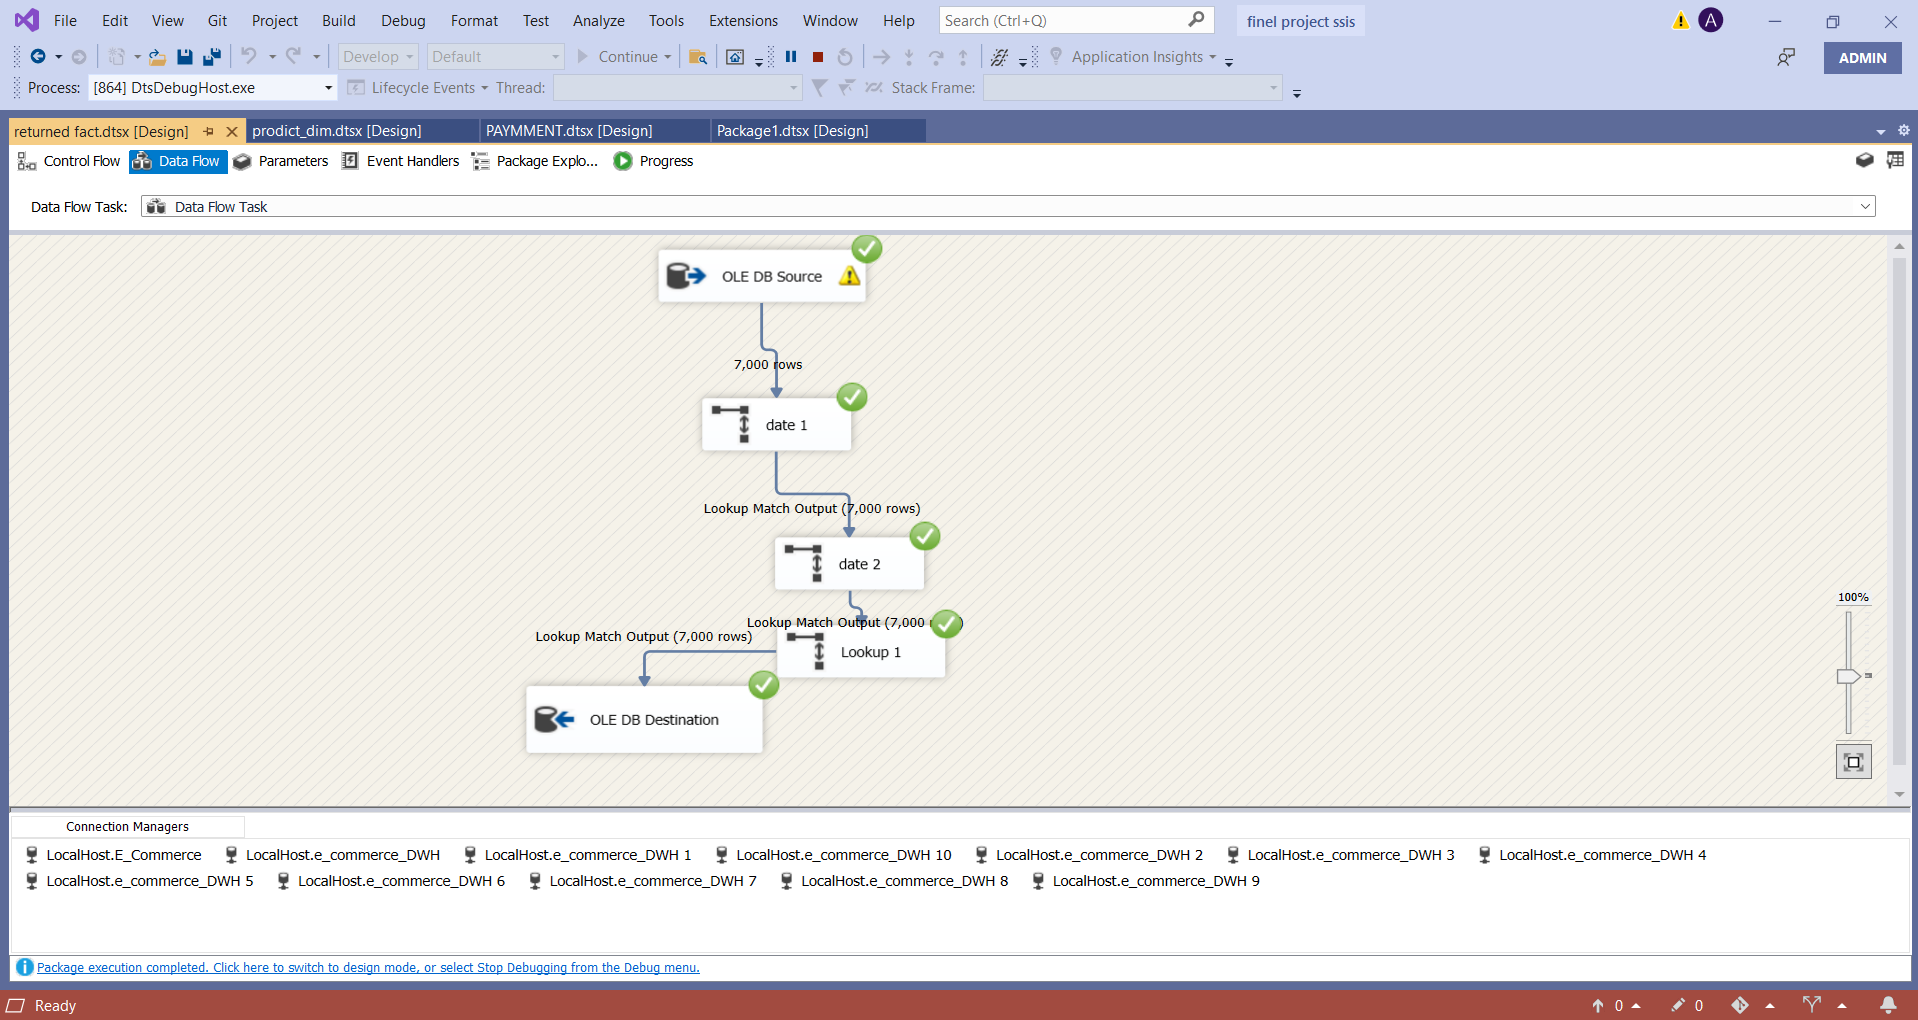 File Edit View Git Project Build Debug Format Test Analyze Tools Extensions Window Help Search (Ctrl+Q) finel project ssis A
Develop Default Continue Application Insights ADMIN
Process: [864] DtsDebugHost.exe Lifecycle Events Thread: Stack Frame:
returned fact.dtsx [Design] prodict_dim.dtsx [Design] PAYMMENT.dtsx [Design] Package1.dtsx [Design]
Control Flow Data Flow Parameters Event Handlers Package Explo... Progress
Data Flow Task: Data Flow Task
OLE DB Source
7,000 rows
date 1
Lookup Match Output (7,000 rows)
date 2
100%
Lookup Match Output (7,000
Lookup Match Output (7,000 rows)
Lookup 1
OLE DB Destination
Connection Managers
LocalHost.E_Commerce LocalHost.e_commerce_DWH LocalHost.e_commerce_DWH 1 LocalHost.e_commerce_DWH 10 LocalHost.e_commerce_DWH 2 LocalHost.e_commerce_DWH 3 LocalHost.e_commerce_DWH 4
LocalHost.e_commerce_DWH 5 LocalHost.e_commerce_DWH 6 LocalHost.e_commerce_DWH 7 LocalHost.e_commerce_DWH 8 LocalHost.e_commerce_DWH 9
Package execution completed. Click here to switch to design mode, or select Stop Debugging from the Debug menu.
Ready 0 0